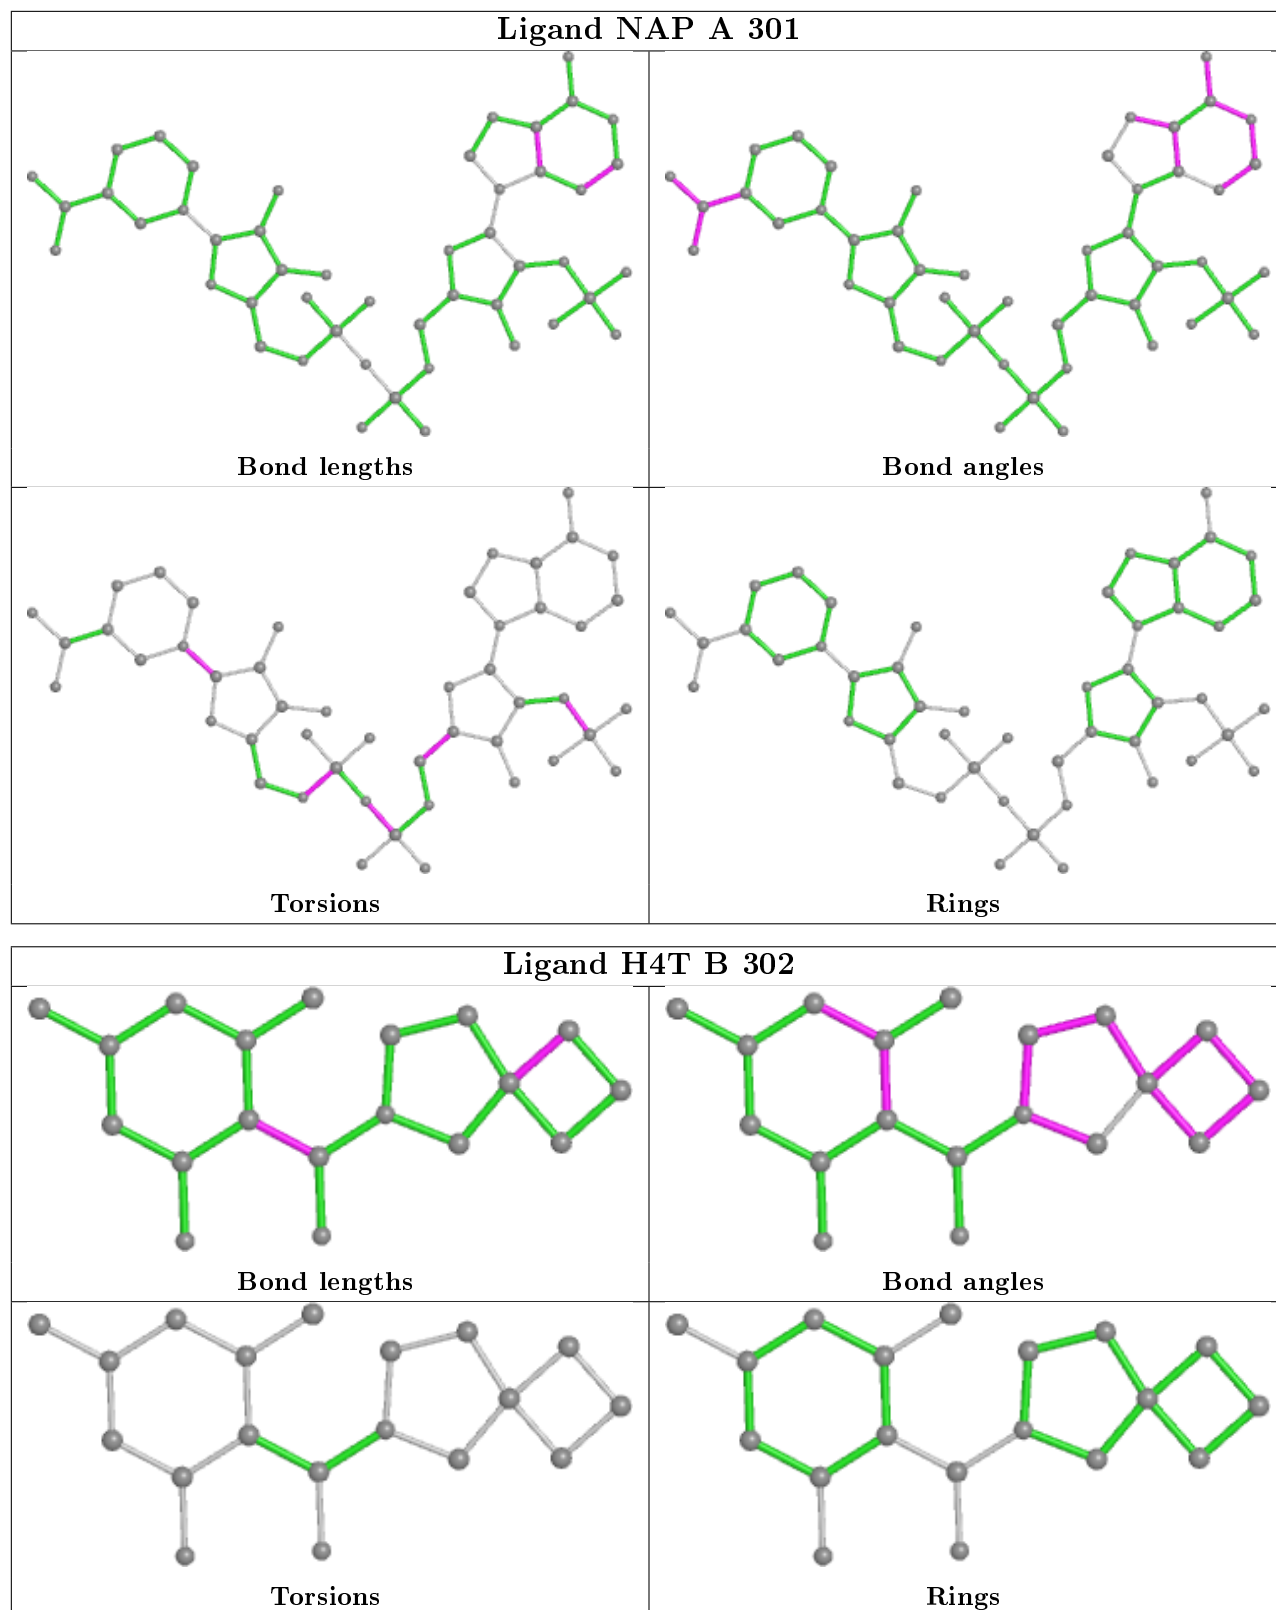 Ligand NAP A 301
Bond lengths
Bond angles
Torsions
Rings
Ligand H4T B 302
Bond lengths
Bond angles
Torsions
Rings